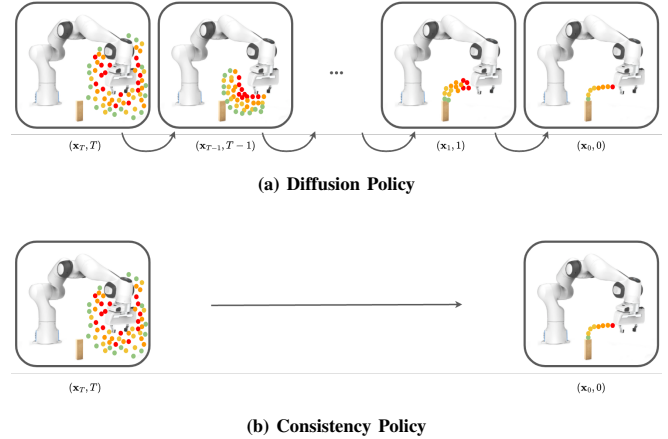 ...
(x_T, T) (x_{T−1}, T − 1) (x_1, 1) (x_0, 0)
(a) Diffusion Policy
(x_T, T) (x_0, 0)
(b) Consistency Policy